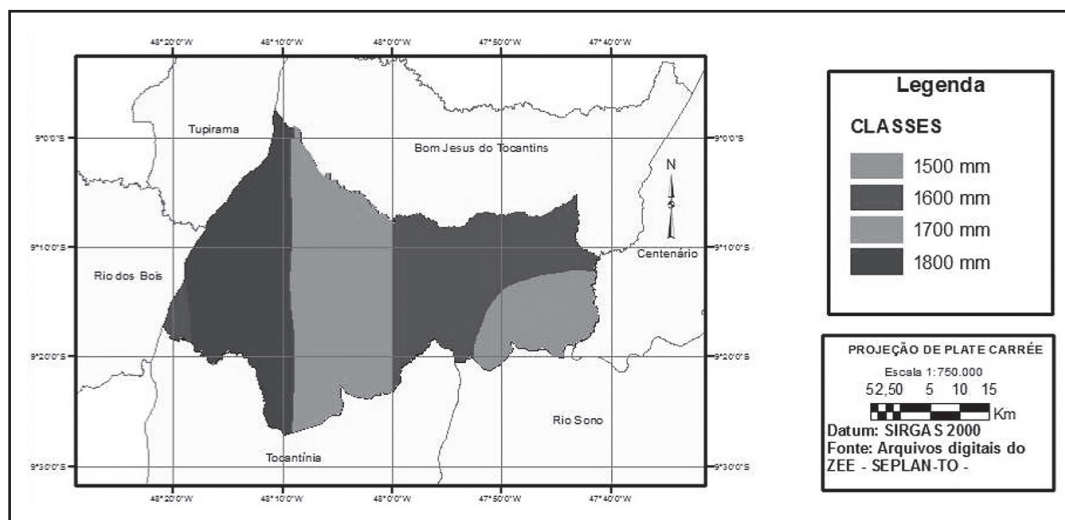 48°20'0"W 48°10'0"W 48°0'0"W 47°50'0"W 47°40'0"W
Tupirama
Bom Jesus do Tocantins
Rio dos Bois
Centenário
Rio Sono
Tocantínia
N
9°0'0"S
9°10'0"S
9°20'0"S
9°30'0"S
9°0'0"S
9°10'0"S
9°20'0"S
9°30'0"S
48°20'0"W 48°10'0"W 48°0'0"W 47°50'0"W 47°40'0"W
Legenda
CLASSES
1500 mm
1600 mm
1700 mm
1800 mm
PROJEÇÃO DE PLATE CARRÉE
Escala 1:750.000
52,50 5 10 15
Km
Datum: SIRGAS 2000
Fonte: Arquivos digitais do
ZEE - SEPLAN-TO -